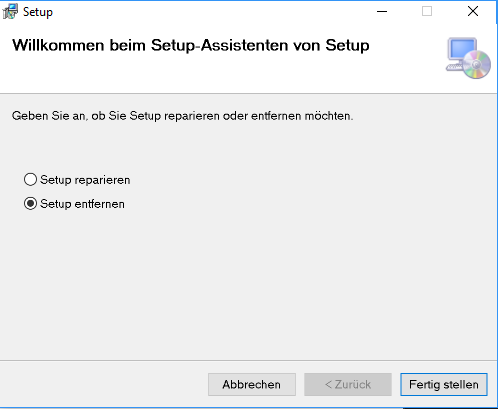 Setup
Willkommen beim Setup-Assistenten von Setup
Geben Sie an, ob Sie Setup reparieren oder entfernen möchten.
Setup reparieren
Setup entfernen
Abbrechen
< Zurück
Fertig stellen